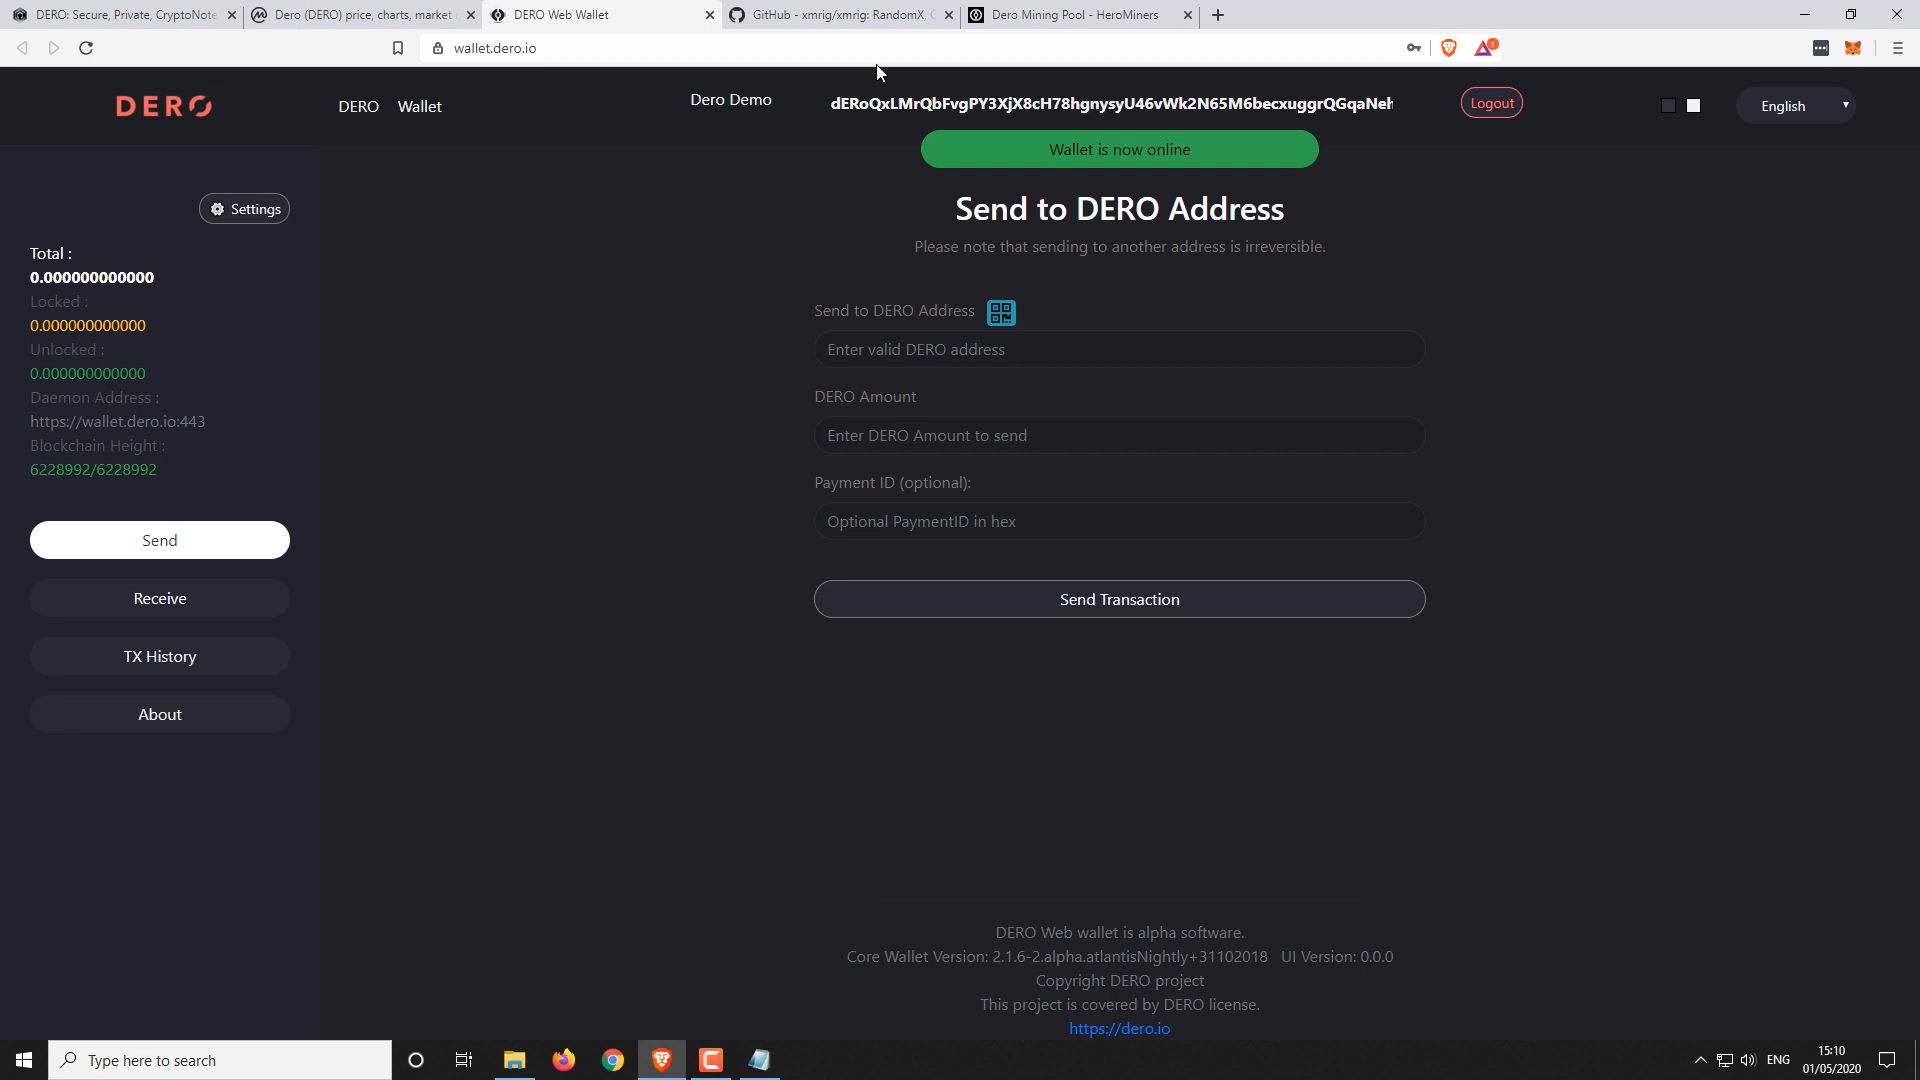 DERO: Secure, Private, CryptoNote
Dero (DERO) price, charts, market
DERO Web Wallet
GitHub - xmrig/xmrig: RandomX,
Dero Mining Pool - HeroMiners
wallet.dero.io
1
DERO
DERO Wallet
Dero Demo
dERoQxLMrQbFvgPY3XjX8cH78hgnysyU46vWk2N65M6becxuggrQGqaNeh
Logout
English
Wallet is now online
Settings
Total :
0.000000000000
Locked :
0.000000000000
Unlocked :
0.000000000000
Daemon Address :
https://wallet.dero.io:443
Blockchain Height :
6228992/6228992
Send
Receive
TX History
About
Send to DERO Address
Please note that sending to another address is irreversible.
Send to DERO Address
Enter valid DERO address
DERO Amount
Enter DERO Amount to send
Payment ID (optional):
Optional PaymentID in hex
Send Transaction
DERO Web wallet is alpha software.
Core Wallet Version: 2.1.6-2.alpha.atlantisNightly+31102018 UI Version: 0.0.0
Copyright DERO project
This project is covered by DERO license.
https://dero.io
Type here to search
ENG
15:10
01/05/2020